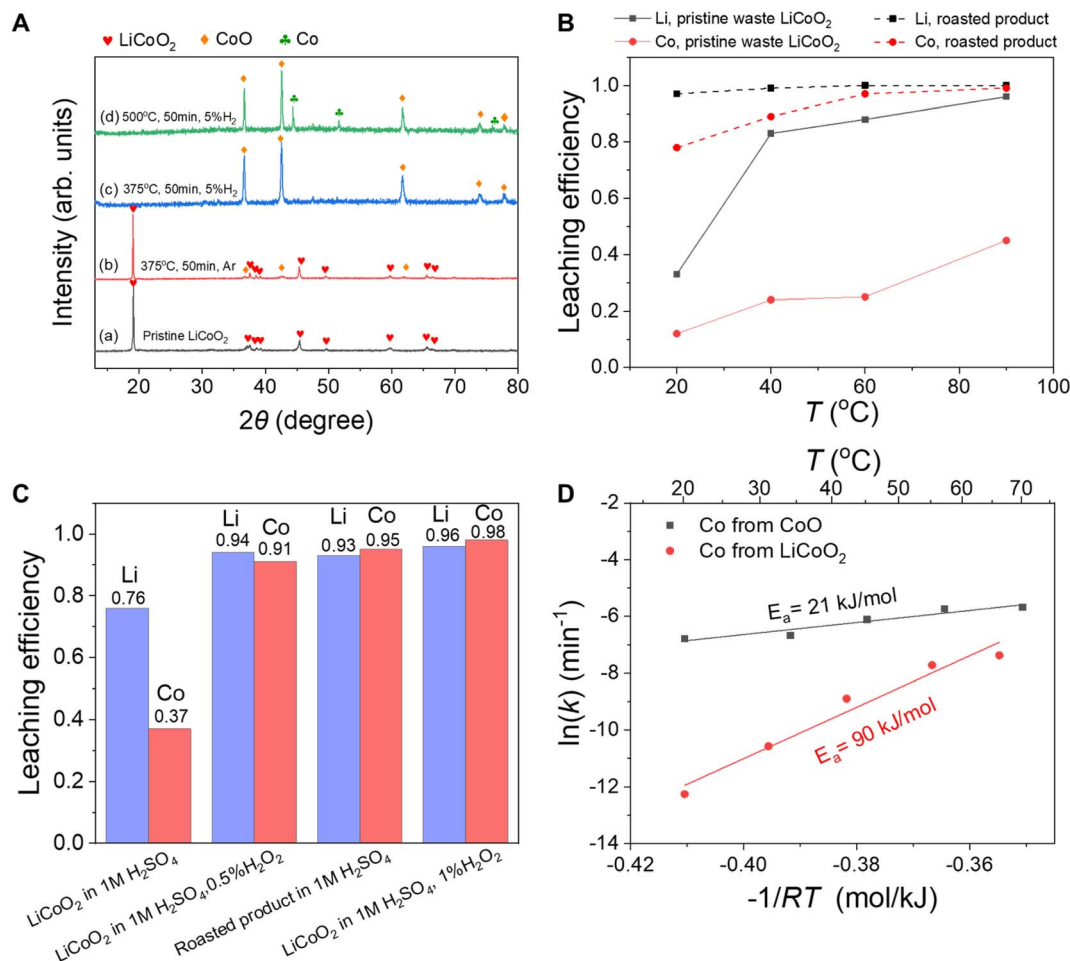 A
♥ LiCoO₂ ♦ CoO ♣ Co
Intensity (arb. units)
(d) 500°C, 50min, 5%H₂
(c) 375°C, 50min, 5%H₂
(b) 375°C, 50min, Ar
(a) Pristine LiCoO₂
20 30 40 50 60 70 80
2θ (degree)
B
Li, pristine waste LiCoO₂ Li, roasted product
Co, pristine waste LiCoO₂ Co, roasted product
Leaching efficiency
1.0
0.8
0.6
0.4
0.2
0.0
20 40 60 80 100
T (°C)
C
Leaching efficiency
1.0
0.8
0.6
0.4
0.2
0.0
Li
0.76
Co
0.37
Li
0.94
Co
0.91
Li
0.93
Co
0.95
Li
0.96
Co
0.98
LiCoO₂ in 1M H₂SO₄
LiCoO₂ in 1M H₂SO₄,0.5%H₂O₂
Roasted product in 1M H₂SO₄
LiCoO₂ in 1M H₂SO₄, 1%H₂O₂
T (°C)
D
20 30 40 50 60 70
Co from CoO
Co from LiCoO₂
Eₐ= 21 kJ/mol
Eₐ= 90 kJ/mol
ln(k) (min⁻¹)
-2
-4
-6
-8
-10
-12
-14
-0.42 -0.40 -0.38 -0.36
-1/RT (mol/kJ)